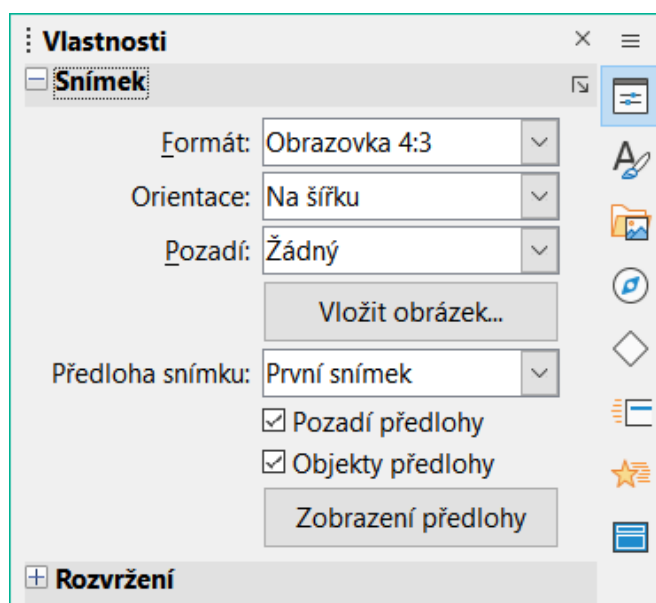 Vlastnosti
Snímek
Formát: Obrazovka 4:3
Orientace: Na šířku
Pozadí: Žádný
Vložit obrázek...
Předloha snímku: První snímek
Pozadí předlohy
Objekty předlohy
Zobrazení předlohy
Rozvržení